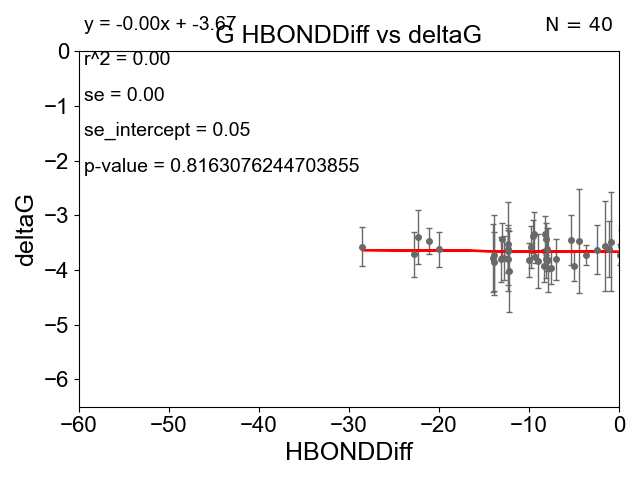 y = -0.00x + -3.67
N = 40
G HBONDDiff vs deltaG
r^2 = 0.00
se = 0.00
se_intercept = 0.05
p-value = 0.8163076244703855
0
−1
−2
−3
−4
−5
−6
deltaG
−60 −50 −40 −30 −20 −10 0
HBONDDiff